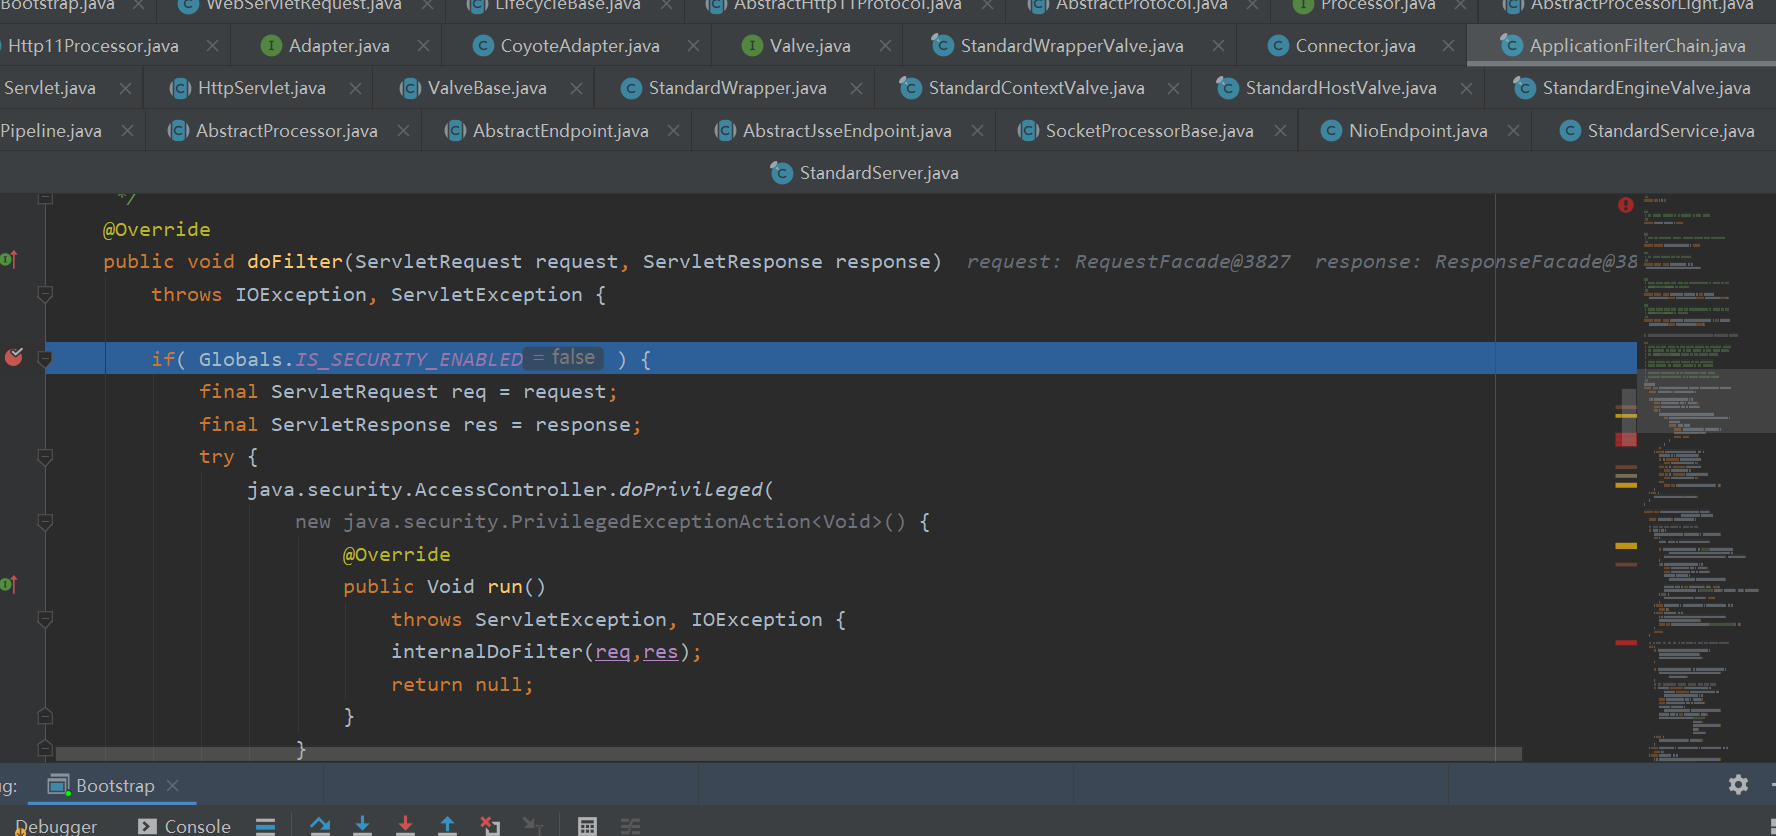 Bootstrap.java WebServletRequest.java LifecycleBase.java AbstractHttp11Protocol.java AbstractProtocol.java Processor.java AbstractProcessorLight.java
Http11Processor.java Adapter.java CoyoteAdapter.java Valve.java StandardWrapperValve.java Connector.java ApplicationFilterChain.java
Servlet.java HttpServlet.java ValveBase.java StandardWrapper.java StandardContextValve.java StandardHostValve.java StandardEngineValve.java
Pipeline.java AbstractProcessor.java AbstractEndpoint.java AbstractJsseEndpoint.java SocketProcessorBase.java NioEndpoint.java StandardService.java
StandardServer.java
*/
@Override
public void doFilter(ServletRequest request, ServletResponse response) request: RequestFacade@3827 response: ResponseFacade@38
throws IOException, ServletException {
if( Globals.IS_SECURITY_ENABLED = false ) {
final ServletRequest req = request;
final ServletResponse res = response;
try {
java.security.AccessController.doPrivileged(
new java.security.PrivilegedExceptionAction<Void>() {
@Override
public Void run()
throws ServletException, IOException {
internalDoFilter(req,res);
return null;
}
}
g: Bootstrap
Debugger Console